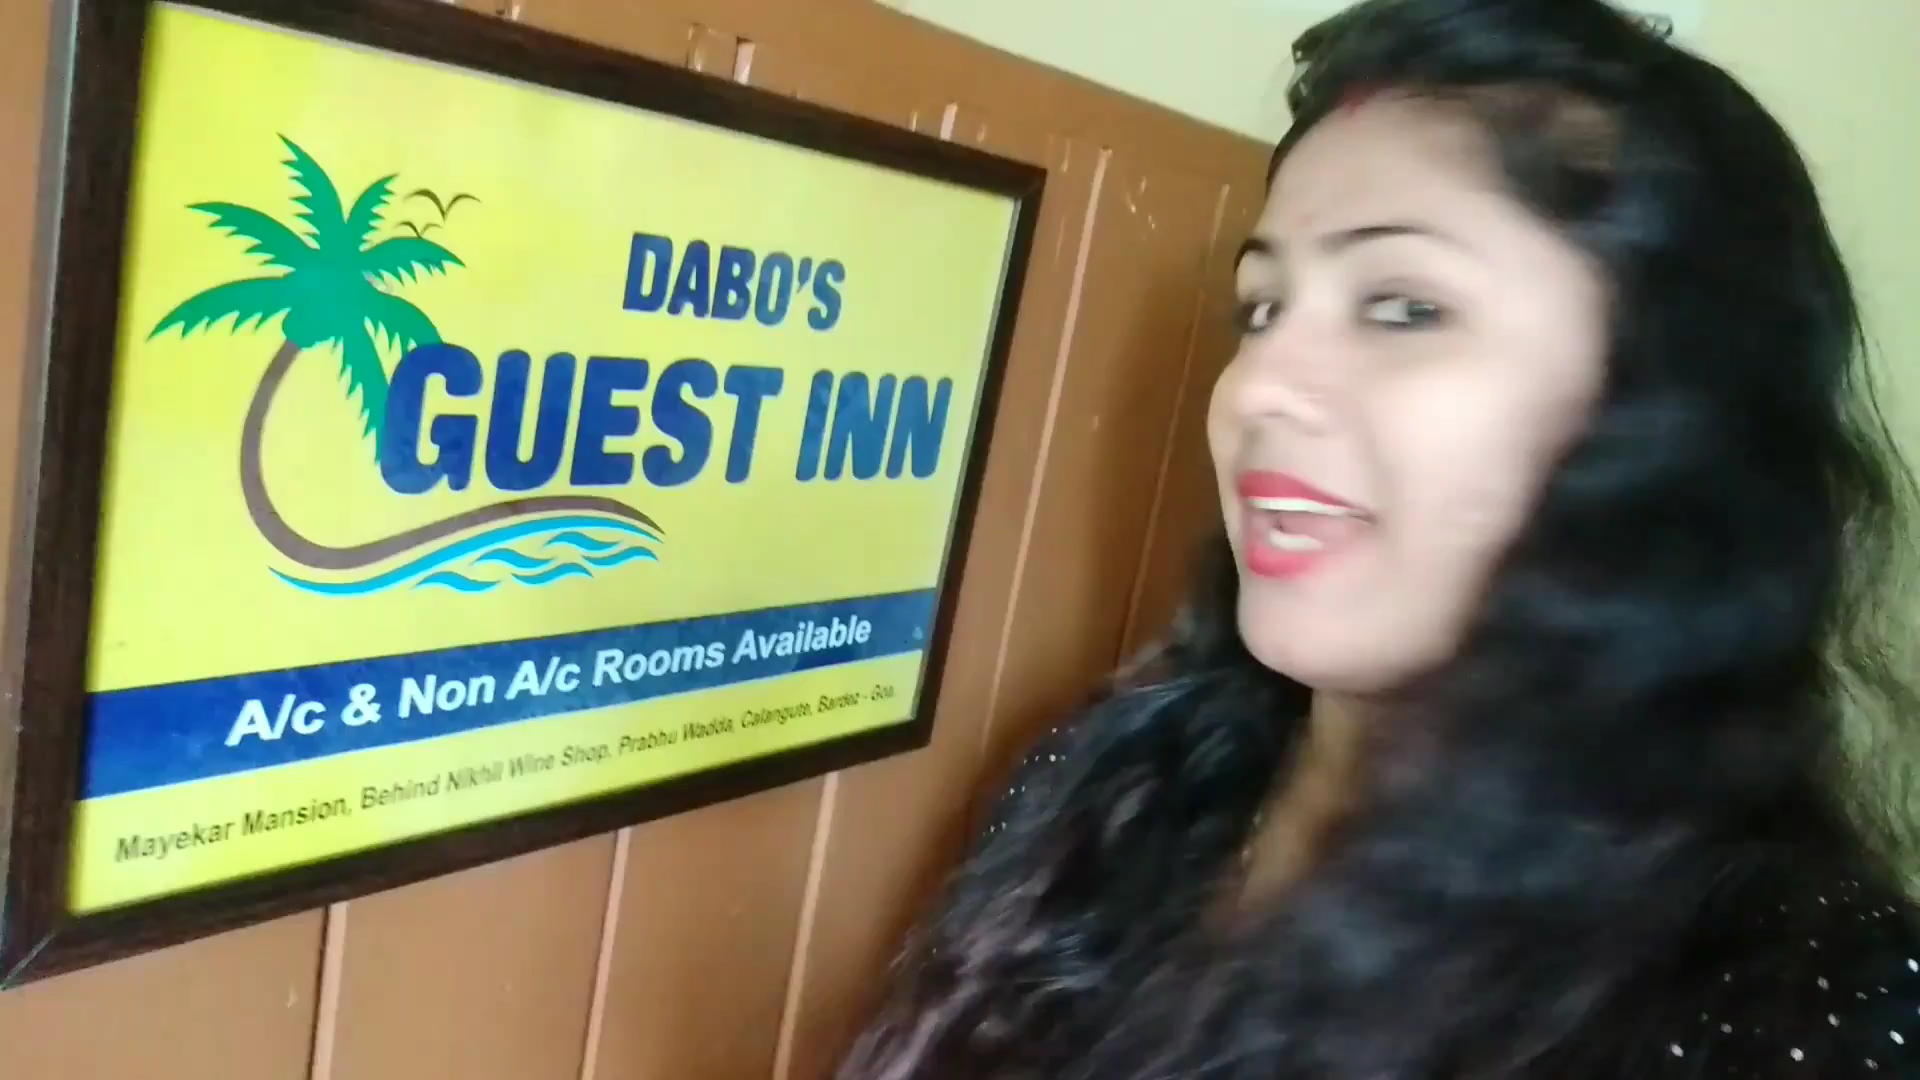 DABO'S
GUEST INN
A/c & Non A/c Rooms Available
Mayekar Mansion, Behind Nikhil Wine Shop, Prabhu Wadda, Calangute, Bardez - Goa.